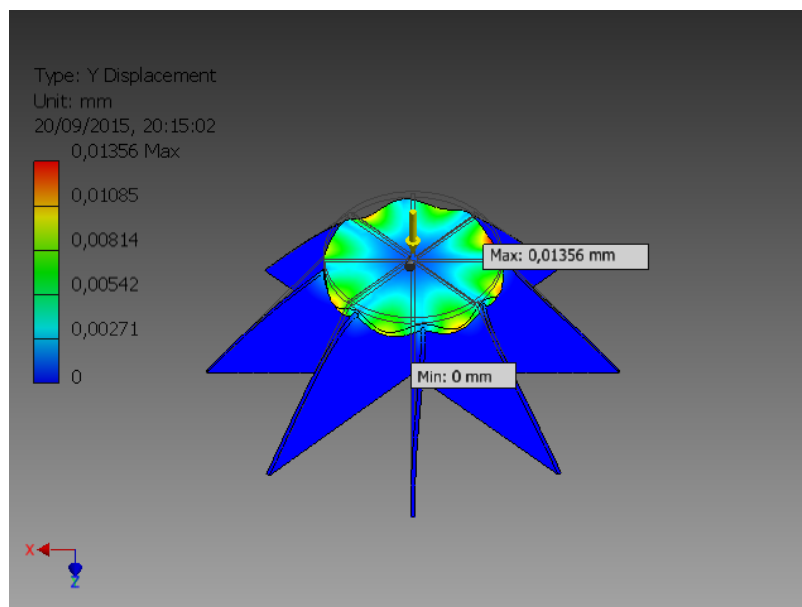 Type: Y Displacement
Unit: mm
20/09/2015, 20:15:02
0,01356 Max
0,01085
0,00814
0,00542
0,00271
0
Max: 0,01356 mm
Min: 0 mm
X
Z